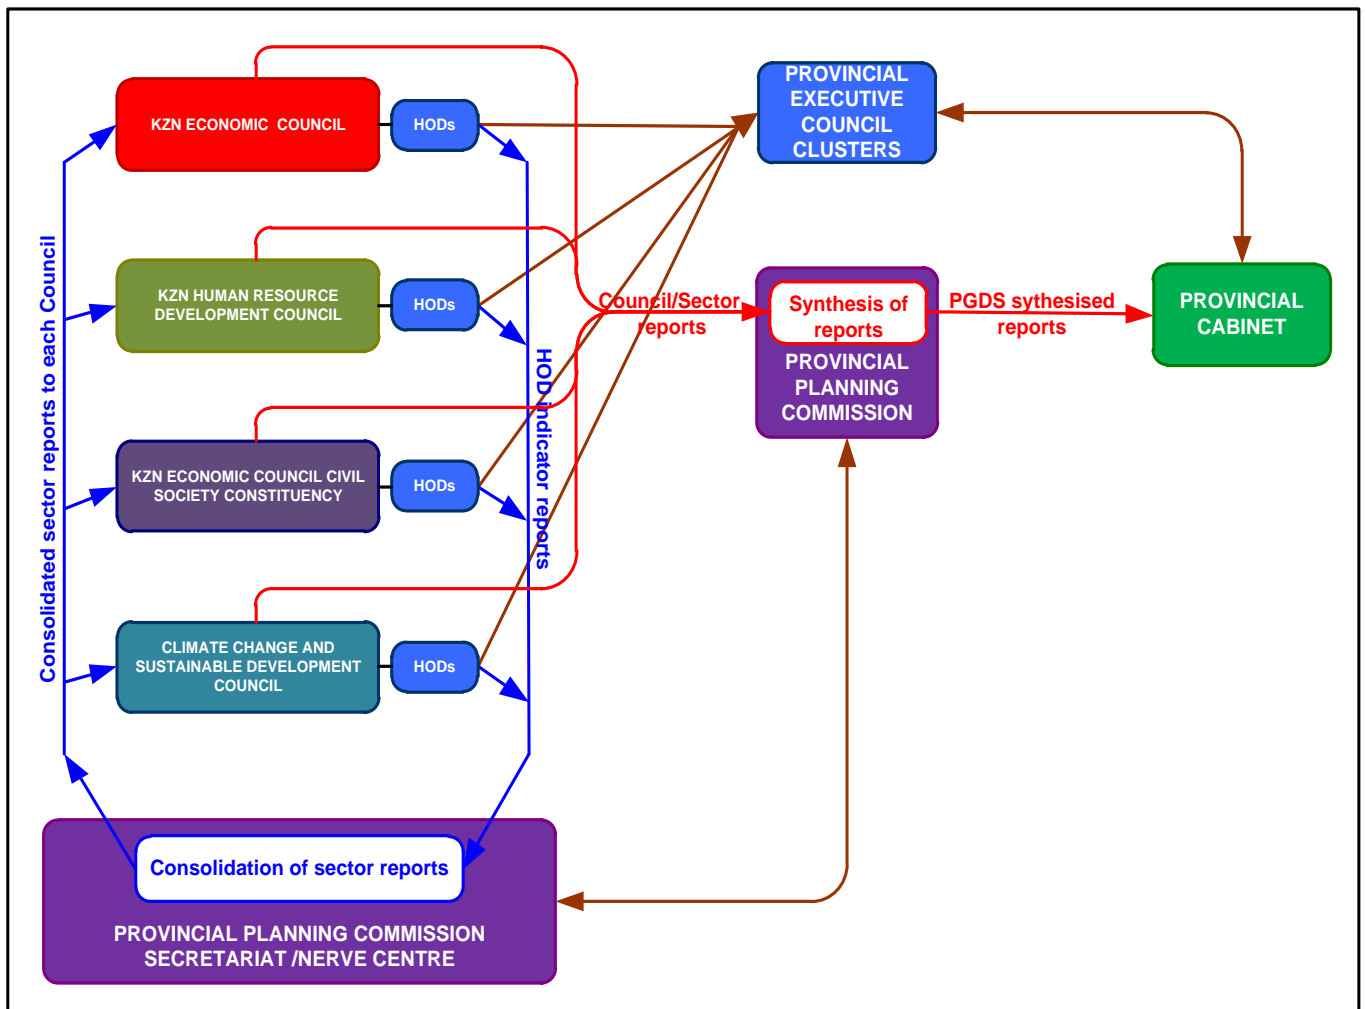 KZN ECONOMIC COUNCIL
HODs
PROVINCIAL
EXECUTIVE
COUNCIL
CLUSTERS
Consolidated sector reports to each Council
KZN HUMAN RESOURCE
DEVELOPMENT COUNCIL
HODs
HOD indicator reports
Council/Sector
reports
Synthesis of
reports
PROVINCIAL
PLANNING
COMMISSION
PGDS sythesised
reports
PROVINCIAL
CABINET
KZN ECONOMIC COUNCIL CIVIL
SOCIETY CONSTITUENCY
HODs
CLIMATE CHANGE AND
SUSTAINABLE DEVELOPMENT
COUNCIL
HODs
Consolidation of sector reports
PROVINCIAL PLANNING COMMISSION
SECRETARIAT /NERVE CENTRE